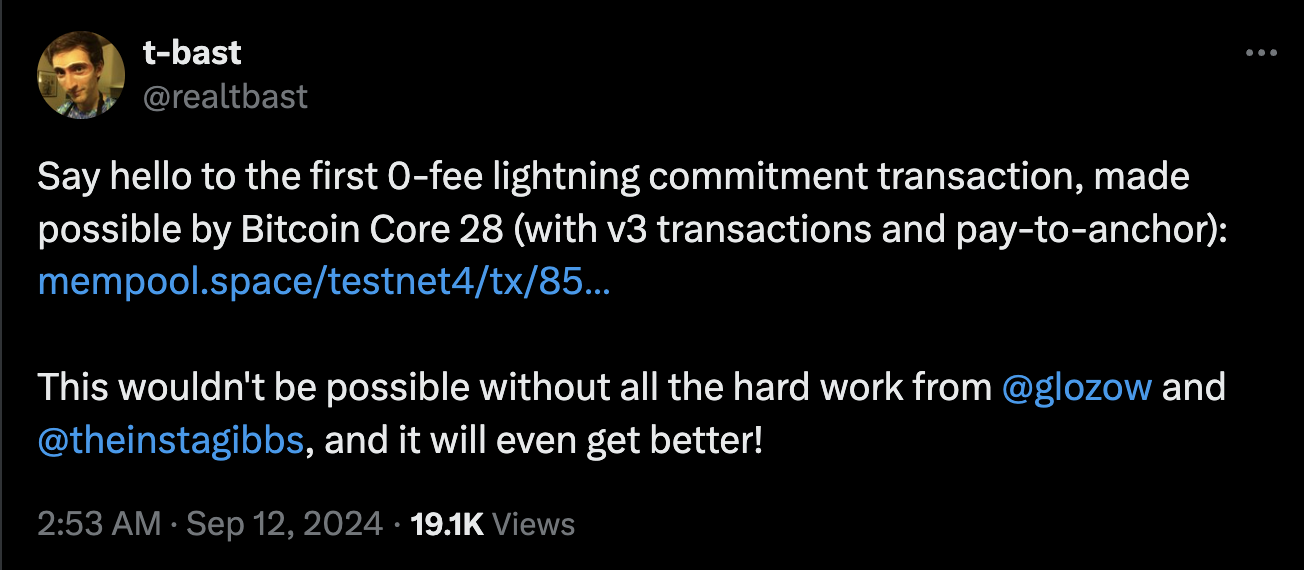 t-bast
@realtbast
Say hello to the first 0-fee lightning commitment transaction, made
possible by Bitcoin Core 28 (with v3 transactions and pay-to-anchor):
mempool.space/testnet4/tx/85...
This wouldn't be possible without all the hard work from @glozow and
@theinstagibbs, and it will even get better!
2:53 AM · Sep 12, 2024 · 19.1K Views